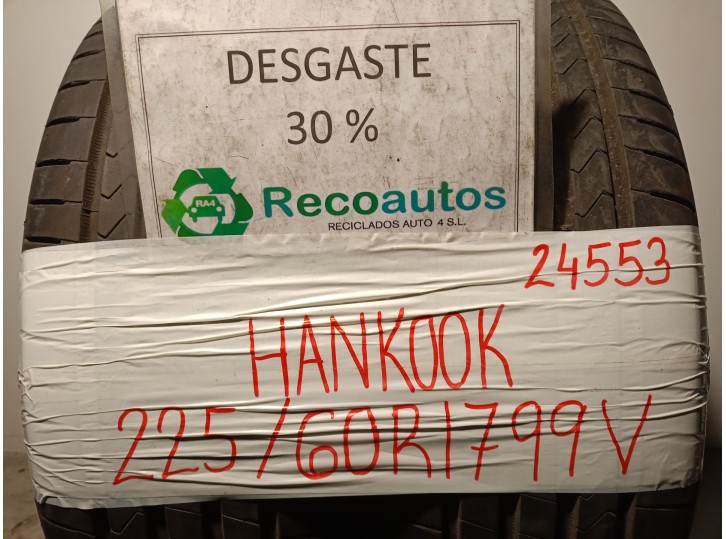 DESGASTE
30 %
RA4
Recoautos
RECICLADOS AUTO 4 S.L.
24553
HANKOOK
225/60R1799V